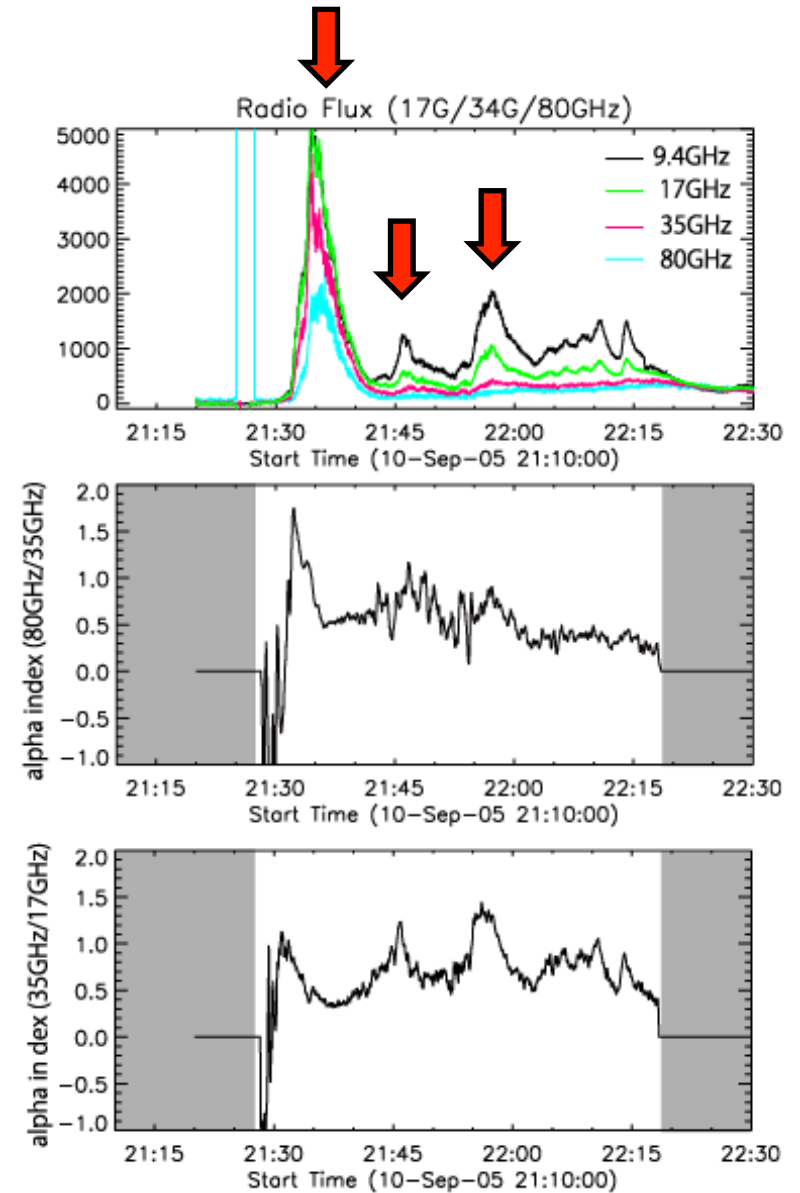 Radio Flux (17G/34G/80GHz)
5000
4000
3000
2000
1000
0
9.4GHz
17GHz
35GHz
80GHz
21:15 21:30 21:45 22:00 22:15 22:30
Start Time (10-Sep-05 21:10:00)
alpha index (80GHz/35GHz)
2.0
1.5
1.0
0.5
0.0
-0.5
-1.0
21:15 21:30 21:45 22:00 22:15 22:30
Start Time (10-Sep-05 21:10:00)
alpha in dex (35GHz/17GHz)
2.0
1.5
1.0
0.5
0.0
-0.5
-1.0
21:15 21:30 21:45 22:00 22:15 22:30
Start Time (10-Sep-05 21:10:00)